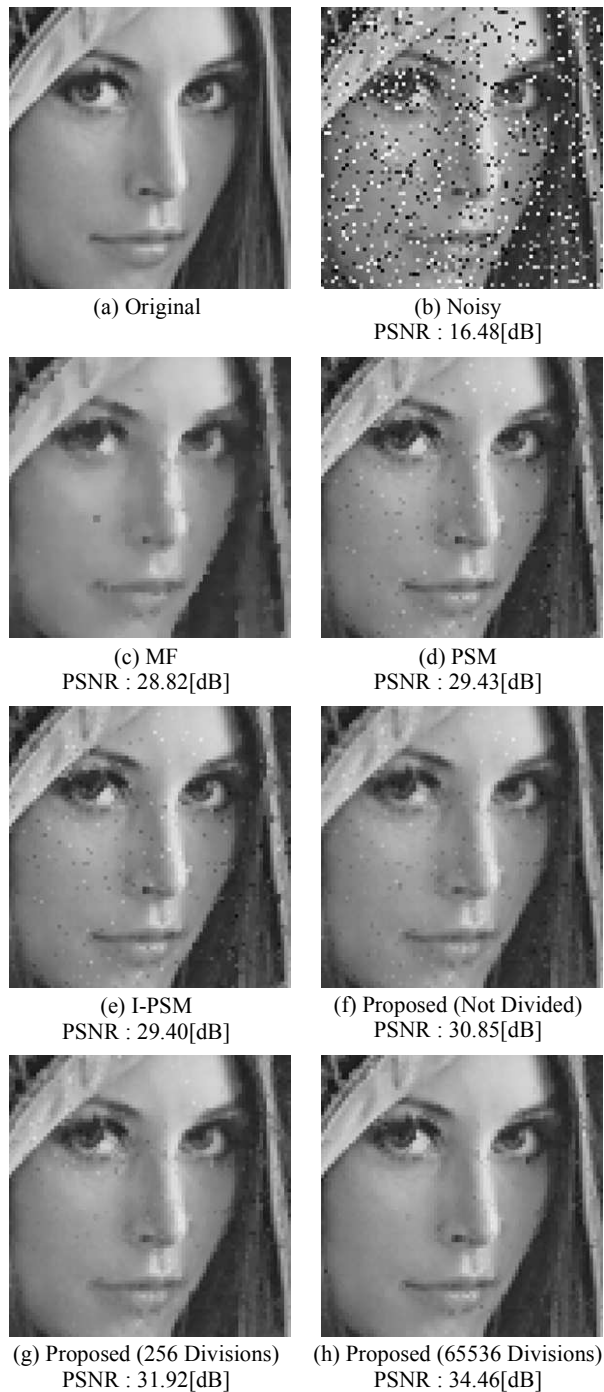 (a) Original
(b) Noisy
PSNR : 16.48[dB]
(c) MF
PSNR : 28.82[dB]
(d) PSM
PSNR : 29.43[dB]
(e) I-PSM
PSNR : 29.40[dB]
(f) Proposed (Not Divided)
PSNR : 30.85[dB]
(g) Proposed (256 Divisions)
PSNR : 31.92[dB]
(h) Proposed (65536 Divisions)
PSNR : 34.46[dB]